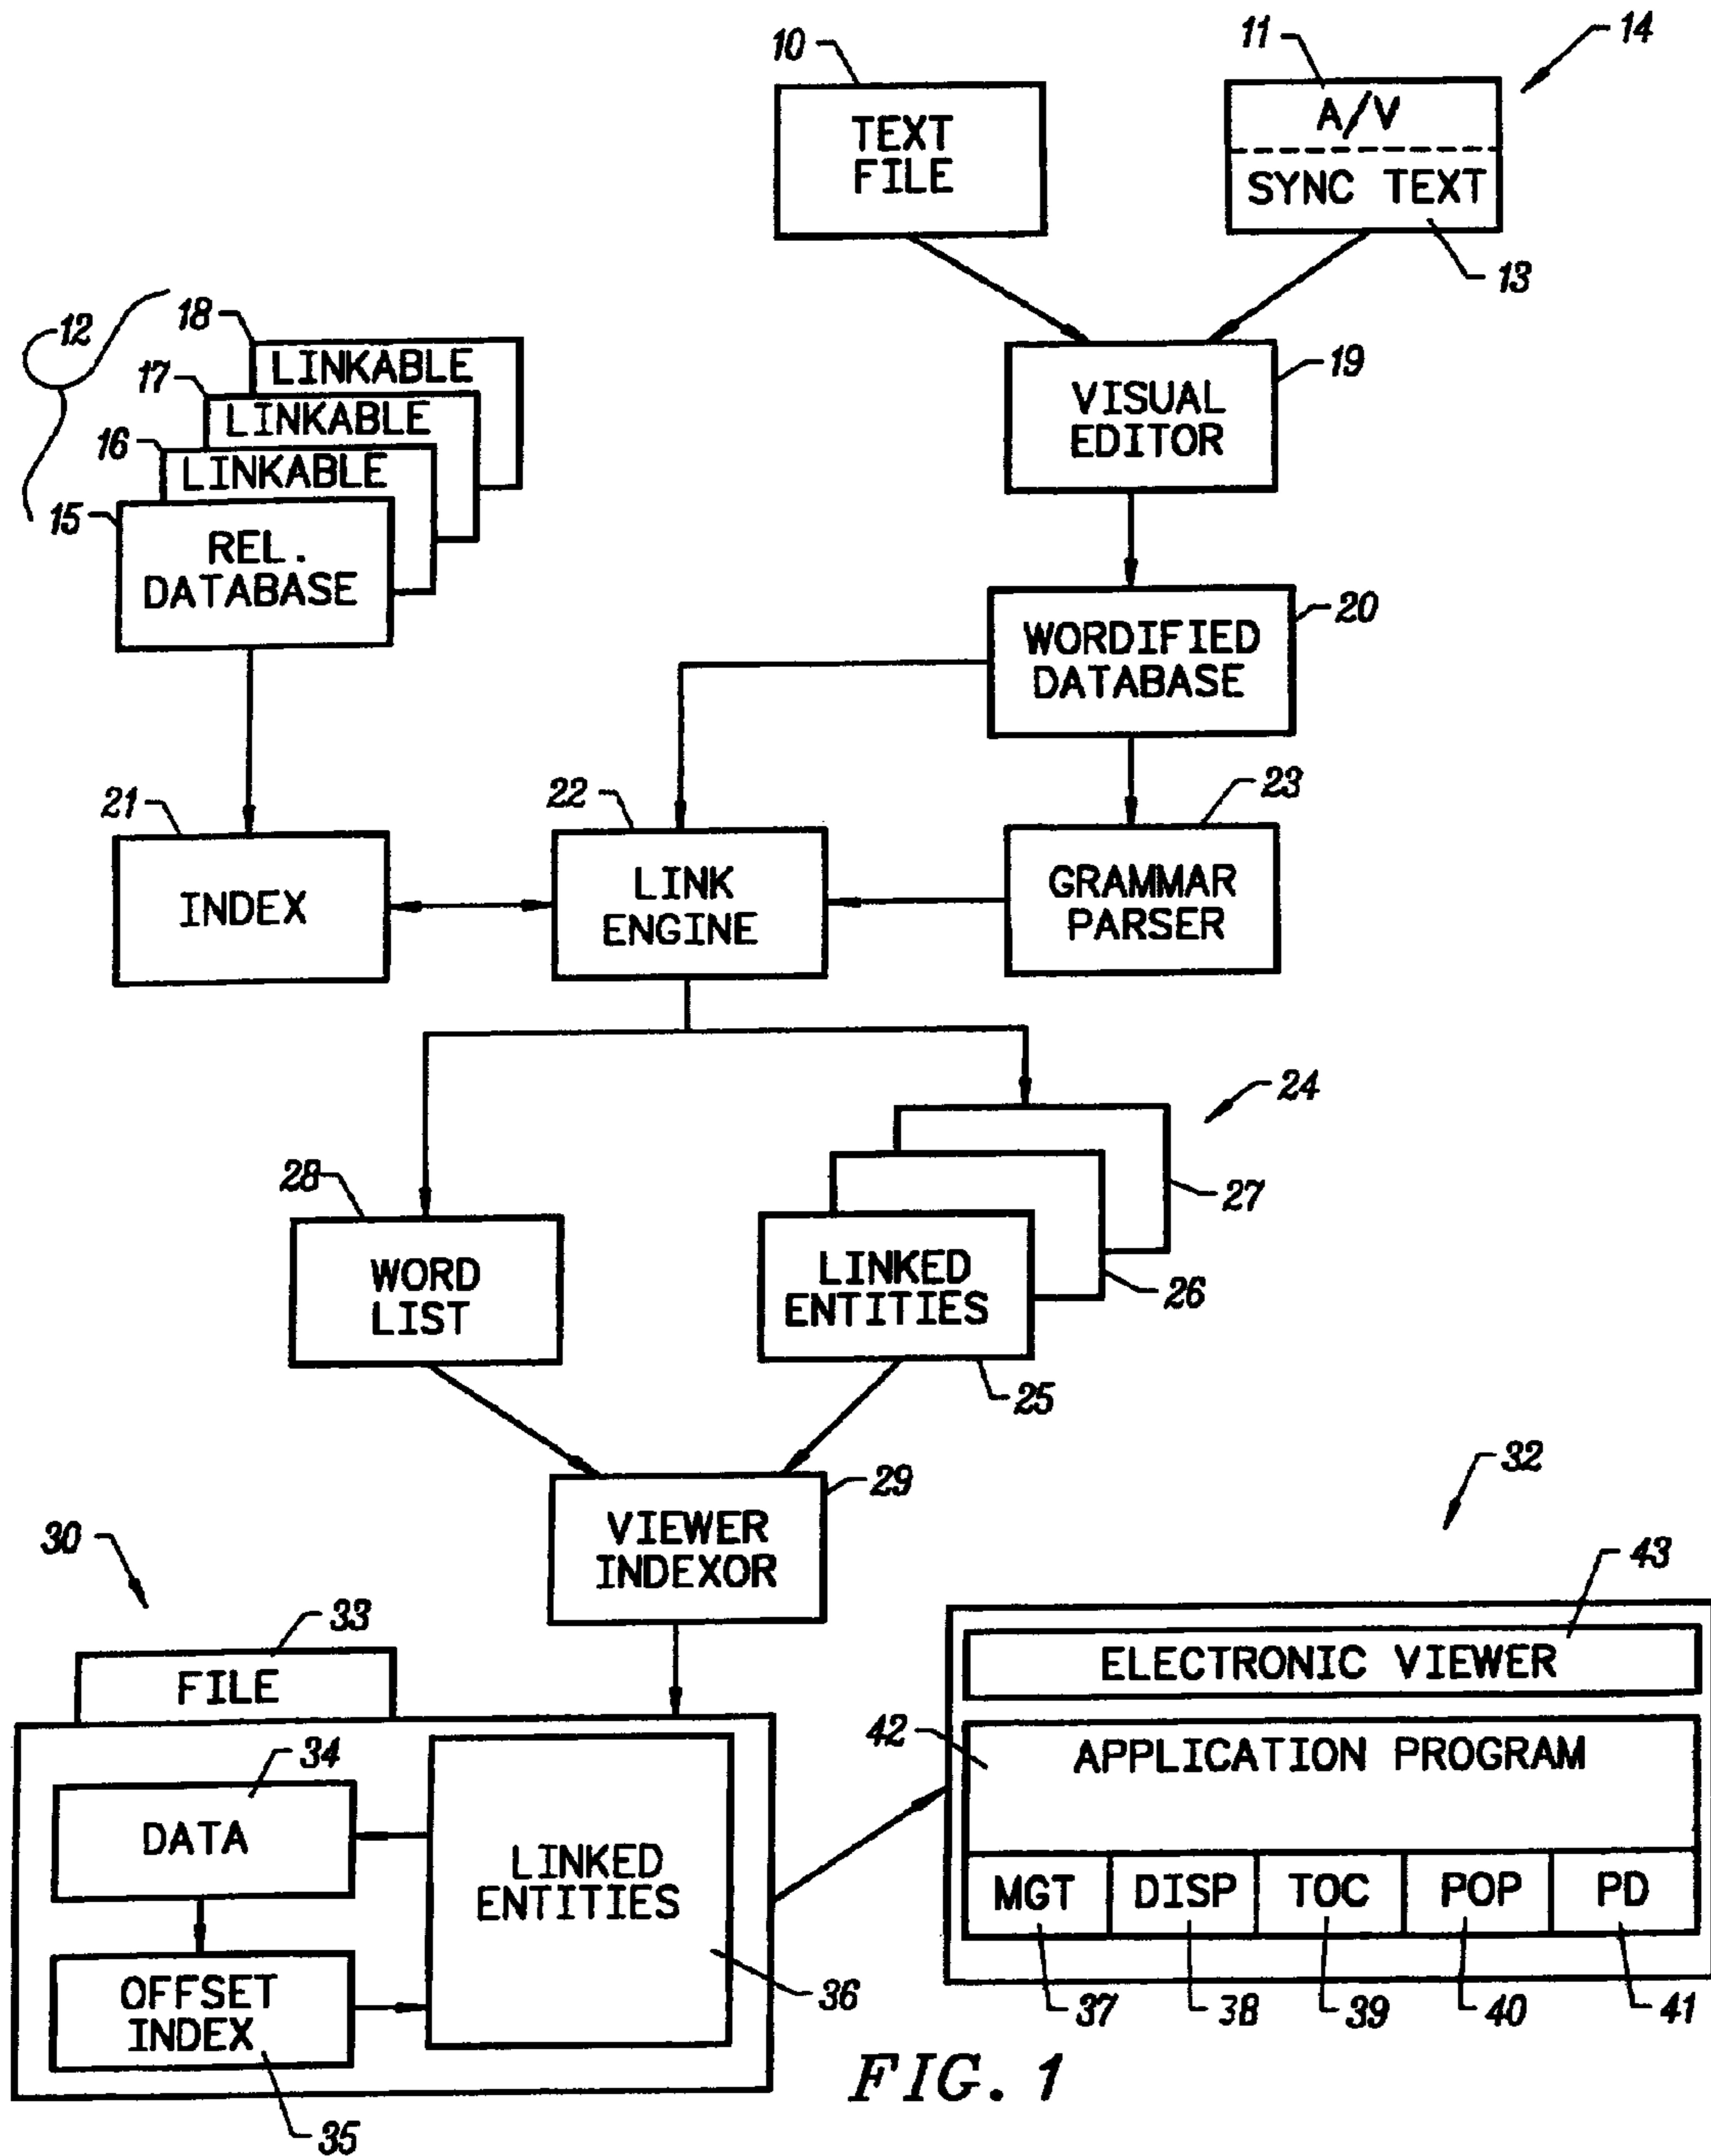 10
11
14
TEXT
FILE
A/V
SYNC TEXT
13
12
18
LINKABLE
17
LINKABLE
16
LINKABLE
15
REL.
DATABASE
VISUAL
EDITOR
19
WORDIFIED
DATABASE
20
21
INDEX
22
LINK
ENGINE
23
GRAMMAR
PARSER
24
28
WORD
LIST
27
26
LINKED
ENTITIES
25
VIEWER
INDEXOR
29
30
32
33
FILE
34
DATA
OFFSET
INDEX
35
LINKED
ENTITIES
36
43
ELECTRONIC VIEWER
42
APPLICATION PROGRAM
MGT DISP TOC POP PD
37 38 39 40 41
FIG. 1